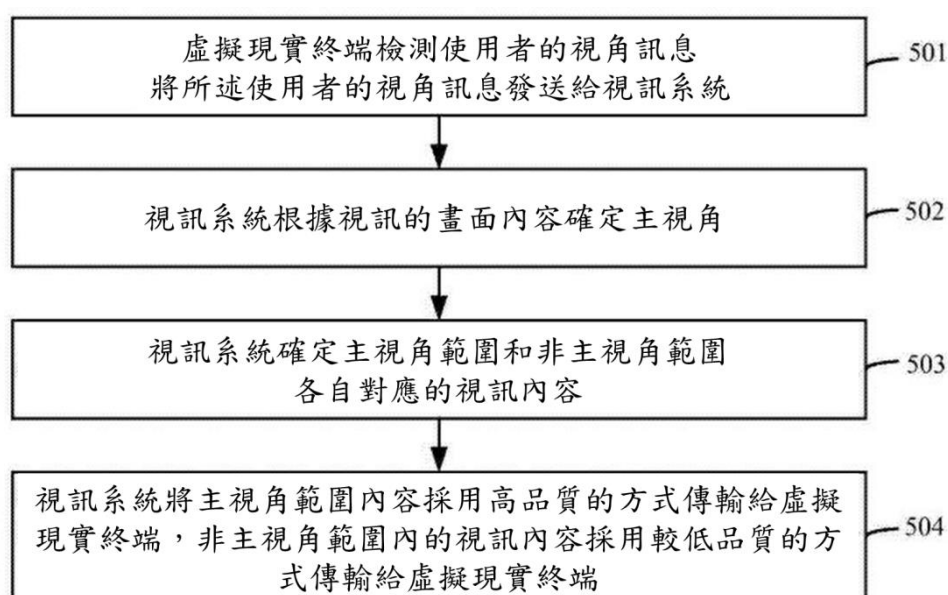 虛擬現實終端檢測使用者的視角訊息
將所述使用者的視角訊息發送給視訊系統
501
視訊系統根據視訊的畫面內容確定主視角
502
視訊系統確定主視角範圍和非主視角範圍
各自對應的視訊內容
503
視訊系統將主視角範圍內容採用高品質的方式傳輸給虛擬
現實終端，非主視角範圍內的視訊內容採用較低品質的方
式傳輸給虛擬現實終端
504